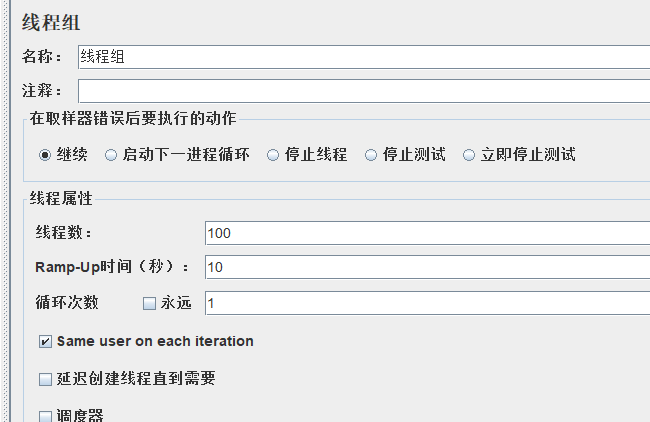 线程组
名称： 线程组
注释：
在取样器错误后要执行的动作
继续 启动下一进程循环 停止线程 停止测试 立即停止测试
线程属性
线程数： 100
Ramp-Up时间（秒）： 10
循环次数 永远 1
Same user on each iteration
延迟创建线程直到需要
调度器